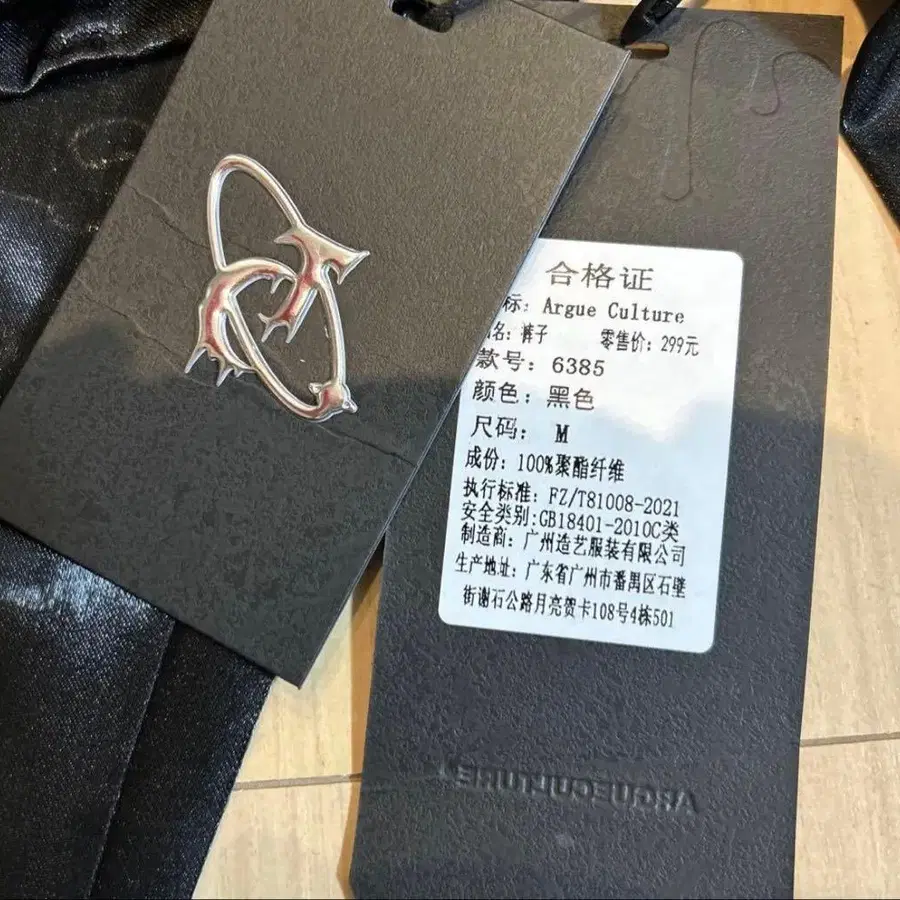 合格证
标: Argue Culture
名: 裤子 零售价: 299元
款号: 6385
颜色: 黑色
尺码: M
成份: 100%聚酯纤维
执行标准: FZ/T81008-2021
安全类别:GB18401-2010C类
制造商: 广州造艺服装有限公司
生产地址: 广东省广州市番禺区石壁
街谢石公路月亮贺卡108号4栋501
ARGUECULTURE